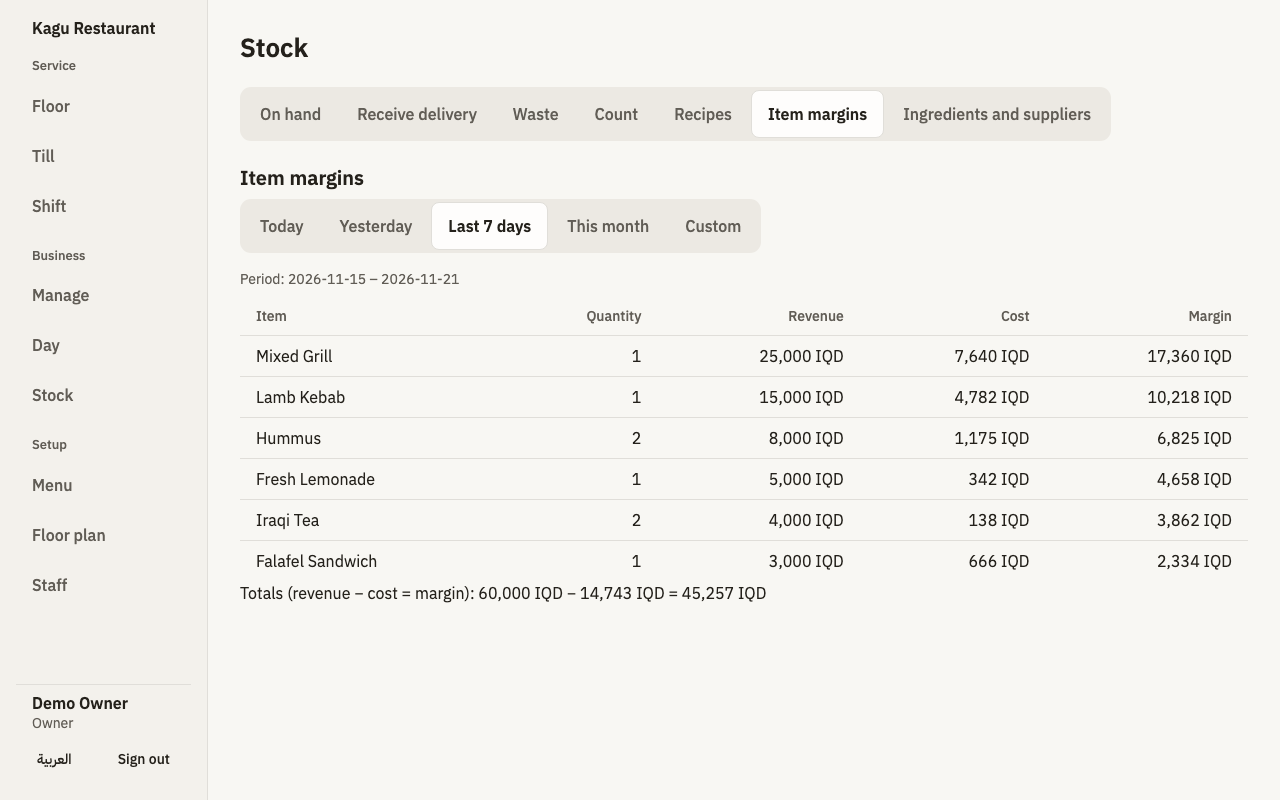 Kagu Restaurant
Service
Floor
Till
Shift
Business
Manage
Day
Stock
Setup
Menu
Floor plan
Staff
Demo Owner
Owner
العربية Sign out
Stock
On hand Receive delivery Waste Count Recipes Item margins Ingredients and suppliers
Item margins
Today Yesterday Last 7 days This month Custom
Period: 2026-11-15 – 2026-11-21
Item Quantity Revenue Cost Margin
Mixed Grill 1 25,000 IQD 7,640 IQD 17,360 IQD
Lamb Kebab 1 15,000 IQD 4,782 IQD 10,218 IQD
Hummus 2 8,000 IQD 1,175 IQD 6,825 IQD
Fresh Lemonade 1 5,000 IQD 342 IQD 4,658 IQD
Iraqi Tea 2 4,000 IQD 138 IQD 3,862 IQD
Falafel Sandwich 1 3,000 IQD 666 IQD 2,334 IQD
Totals (revenue – cost = margin): 60,000 IQD – 14,743 IQD = 45,257 IQD